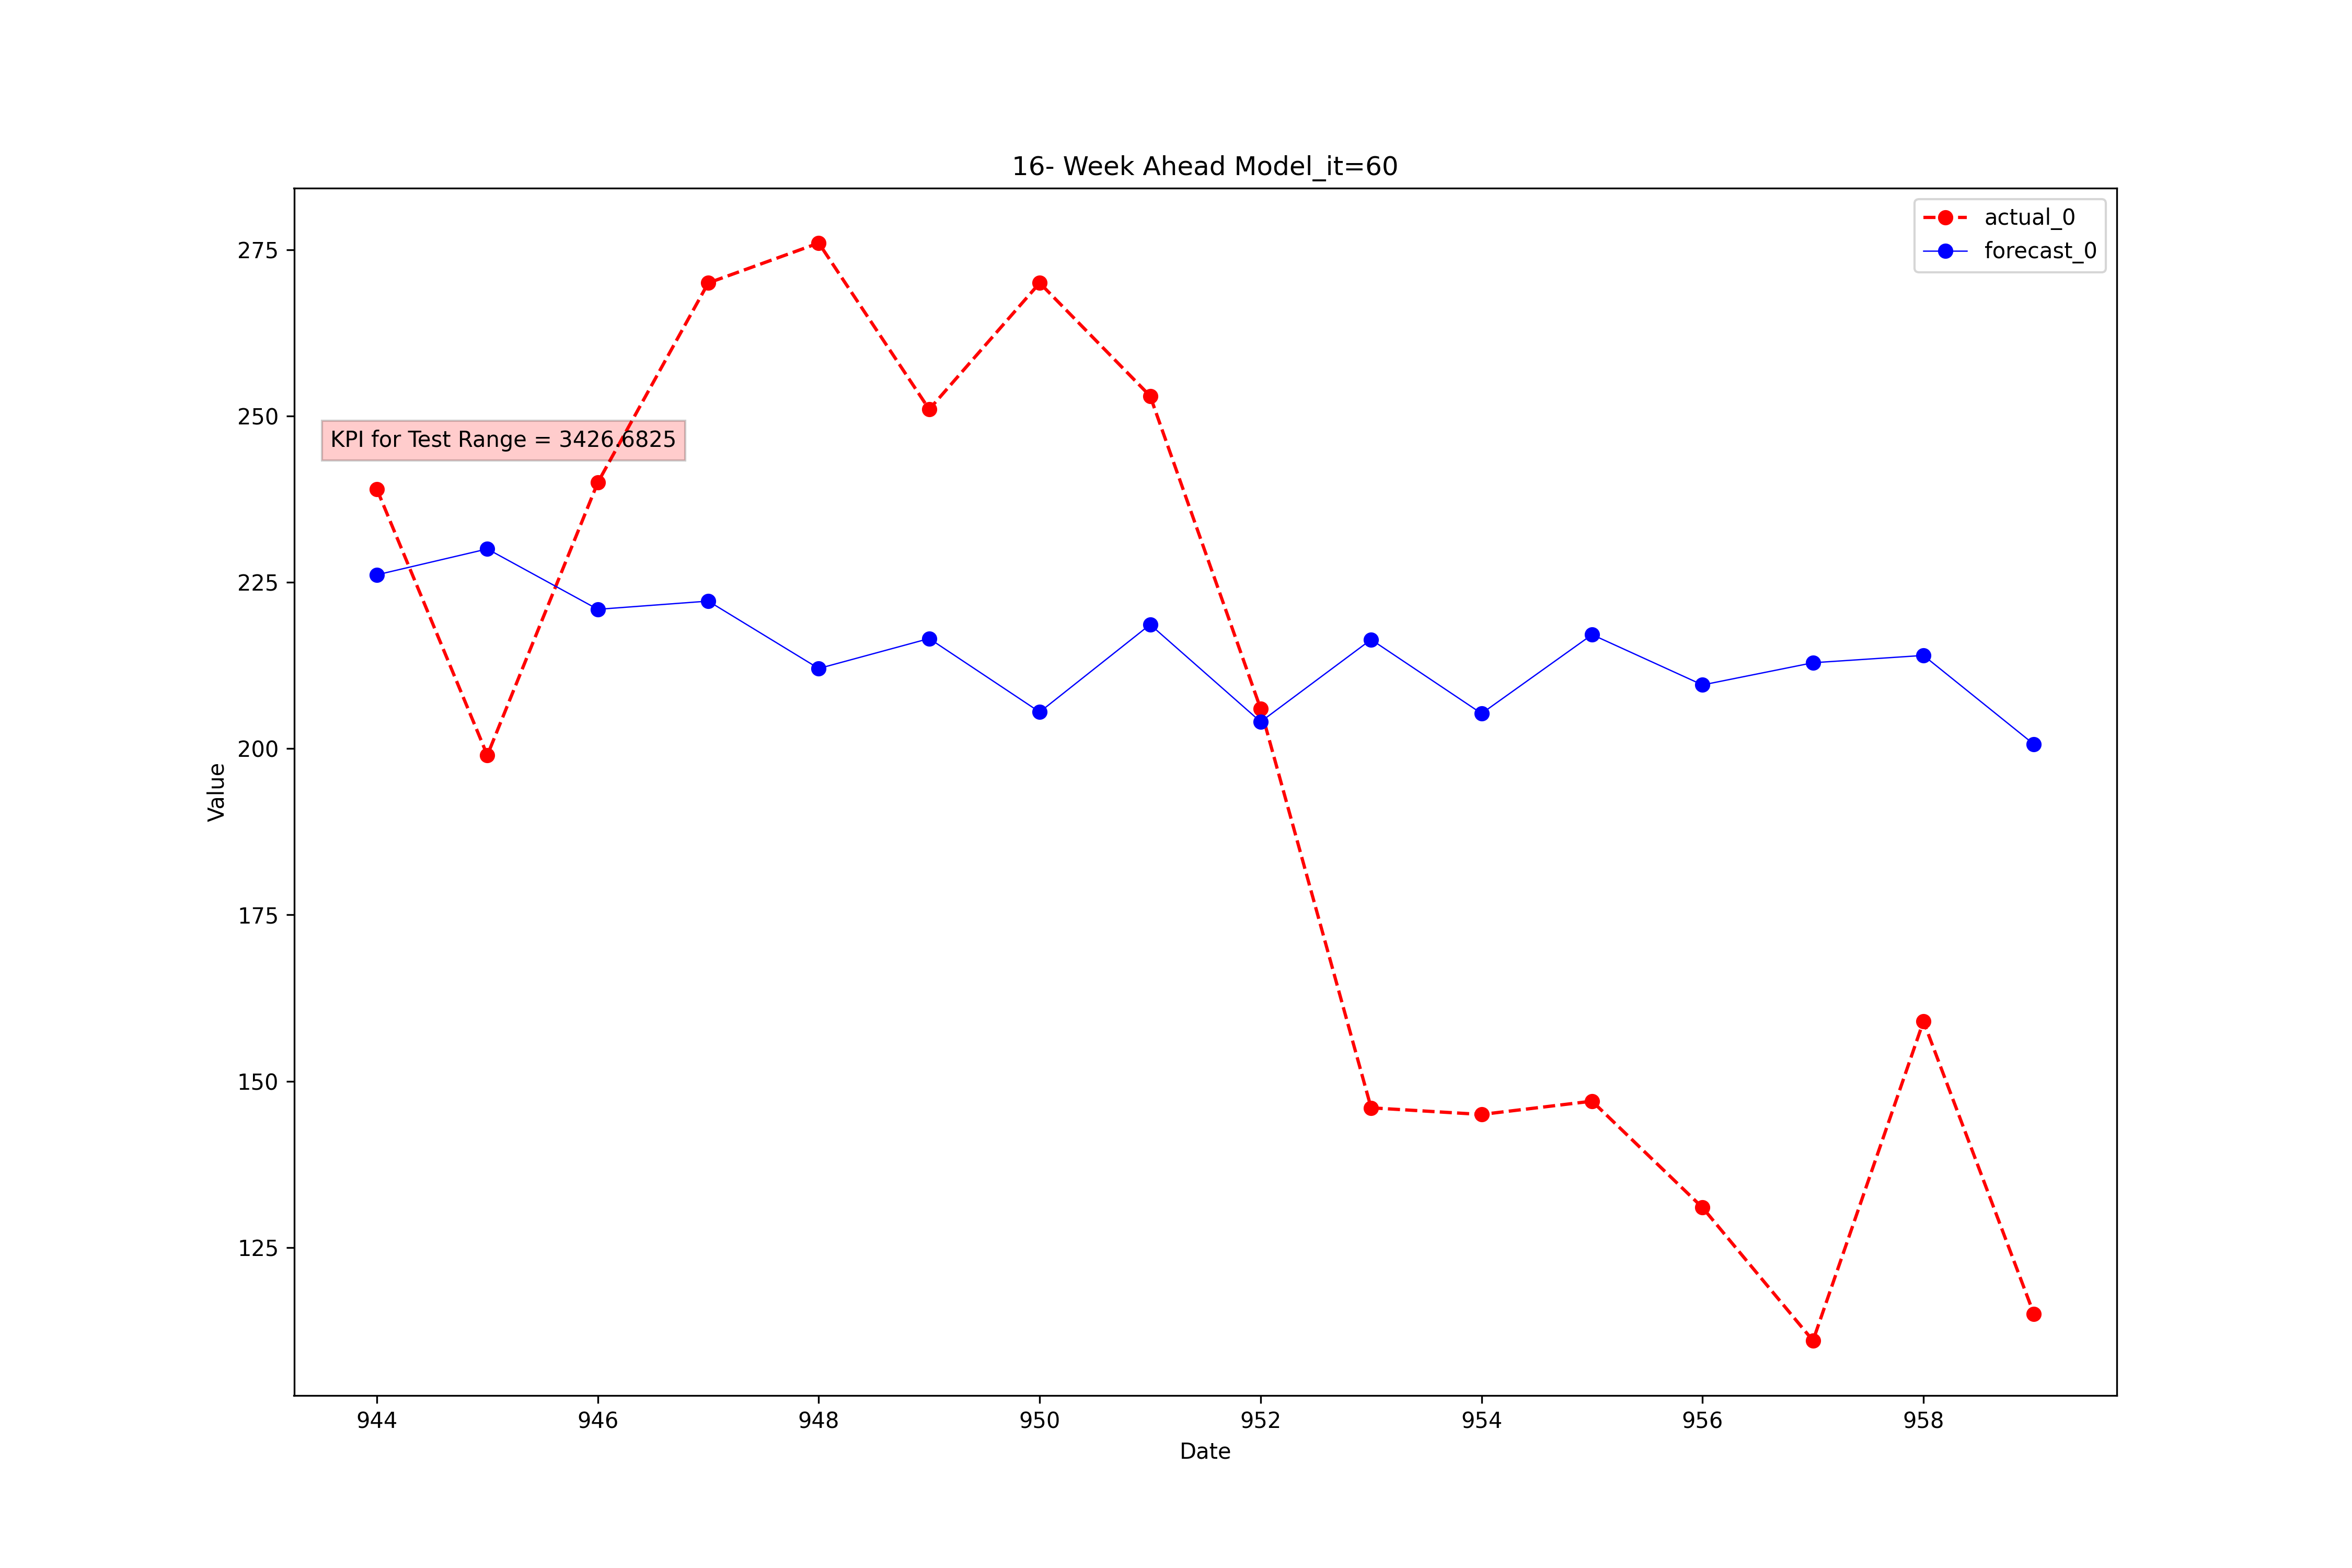 16- Week Ahead Model_it=60
actual_0
forecast_0
KPI for Test Range = 3426.6825
275
250
225
200
175
150
125
Value
944 946 948 950 952 954 956 958
Date